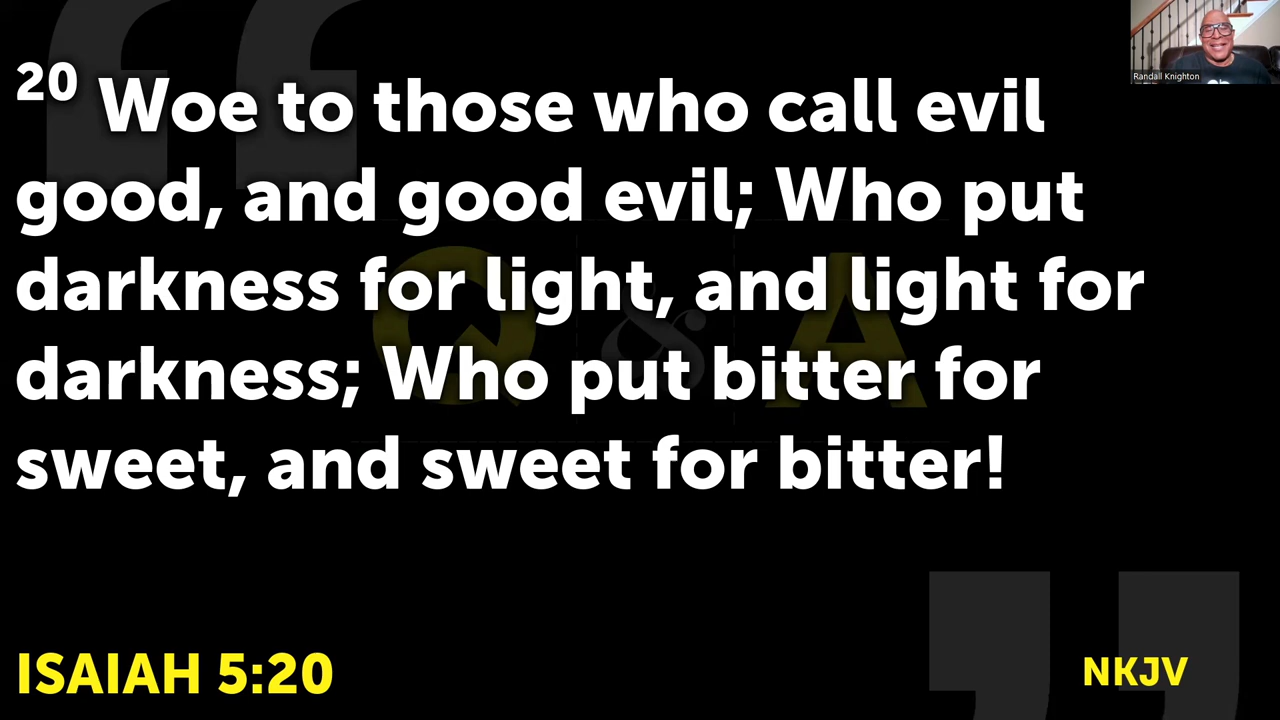 Randall Knighton
20 Woe to those who call evil
good, and good evil; Who put
darkness for light, and light for
darkness; Who put bitter for
sweet, and sweet for bitter!
Q & A
ISAIAH 5:20
NKJV